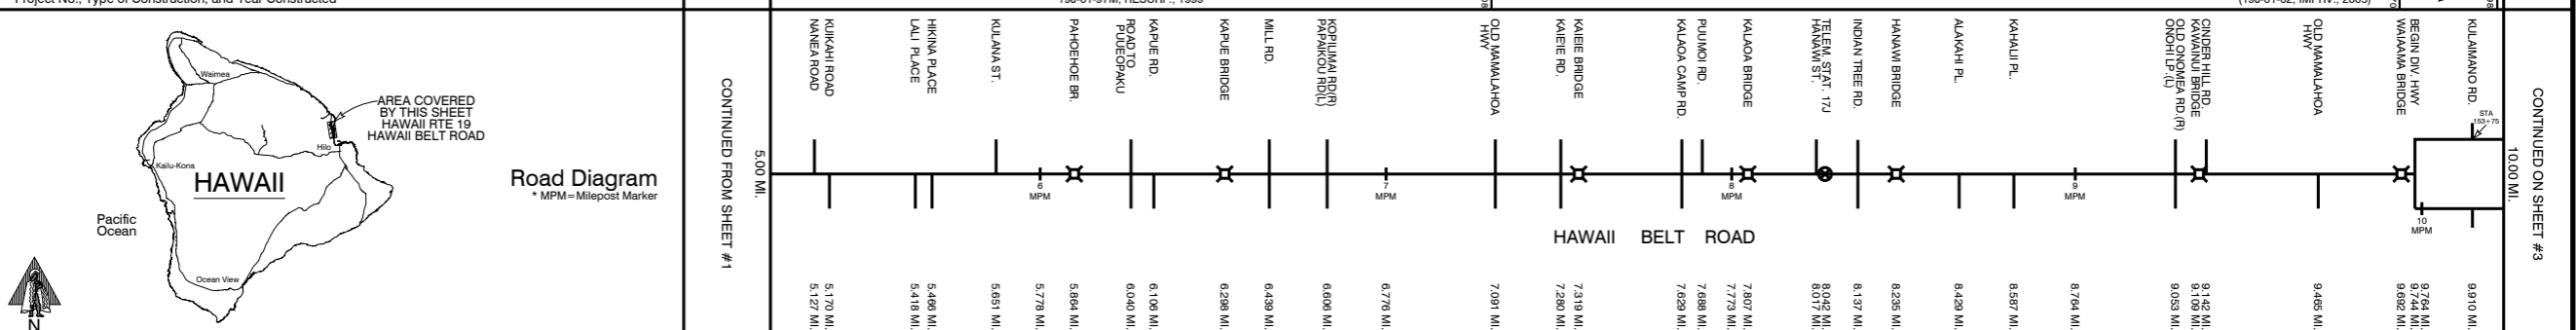 Project No., Type of Construction, and Year Constructed
(190-01-02, IMPRV., 2005)
Waimea
Kailu-Kona
Hilo
HAWAII
Pacific
Ocean
Ocean View
N
AREA COVERED
BY THIS SHEET
HAWAII RTE 19
HAWAII BELT ROAD
Road Diagram
* MPM=Milepost Marker
CONTINUED FROM SHEET #1
5.00 MI.
NANEA ROAD
KUIKAHI ROAD
LALI PLACE
HIKINA PLACE
KULANA ST.
PAHOEHOE BR.
ROAD TO
PUUEOPAKU
KAPUE RD.
KAPUE BRIDGE
MILL RD.
KOPILIMAI RD(R)
PAPAIKOU RD(L)
OLD MAMALAHOA
HWY
KAIEIE RD.
KAIEIE BRIDGE
KALAOA CAMP RD.
PUUMOI RD.
KALAOA BRIDGE
TELEM. STAT. 17J
HANAWI ST.
INDIAN TREE RD.
HANAWI BRIDGE
ALAKAHI PL.
KAHALII PL.
CINDER HILL RD.
KAWAINUI BRIDGE
OLD ONOMEA RD.(R)
ONOHI LP.(L)
OLD MAMALAHOA
HWY
BEGIN DIV. HWY
WAIAAMA BRIDGE
KULAIMANO RD.
STA
153+75
6
MPM
7
8
MPM
9
MPM
10
MPM
MPM
HAWAII BELT ROAD
5.127 MI.
5.170 MI.
5.418 MI.
5.466 MI.
5.651 MI.
5.778 MI.
5.864 MI.
6.040 MI.
6.106 MI.
6.298 MI.
6.439 MI.
6.606 MI.
6.776 MI.
7.091 MI.
7.280 MI.
7.319 MI.
7.629 MI.
7.688 MI.
7.773 MI.
7.807 MI.
8.042 MI.
8.017 MI.
8.137 MI.
8.235 MI.
8.429 MI.
8.587 MI.
8.764 MI.
9.053 MI.
9.142 MI.
9.109 MI.
9.465 MI.
9.764 MI.
9.744 MI.
9.692 MI.
9.910 MI.
10.00 MI.
CONTINUED ON SHEET #3